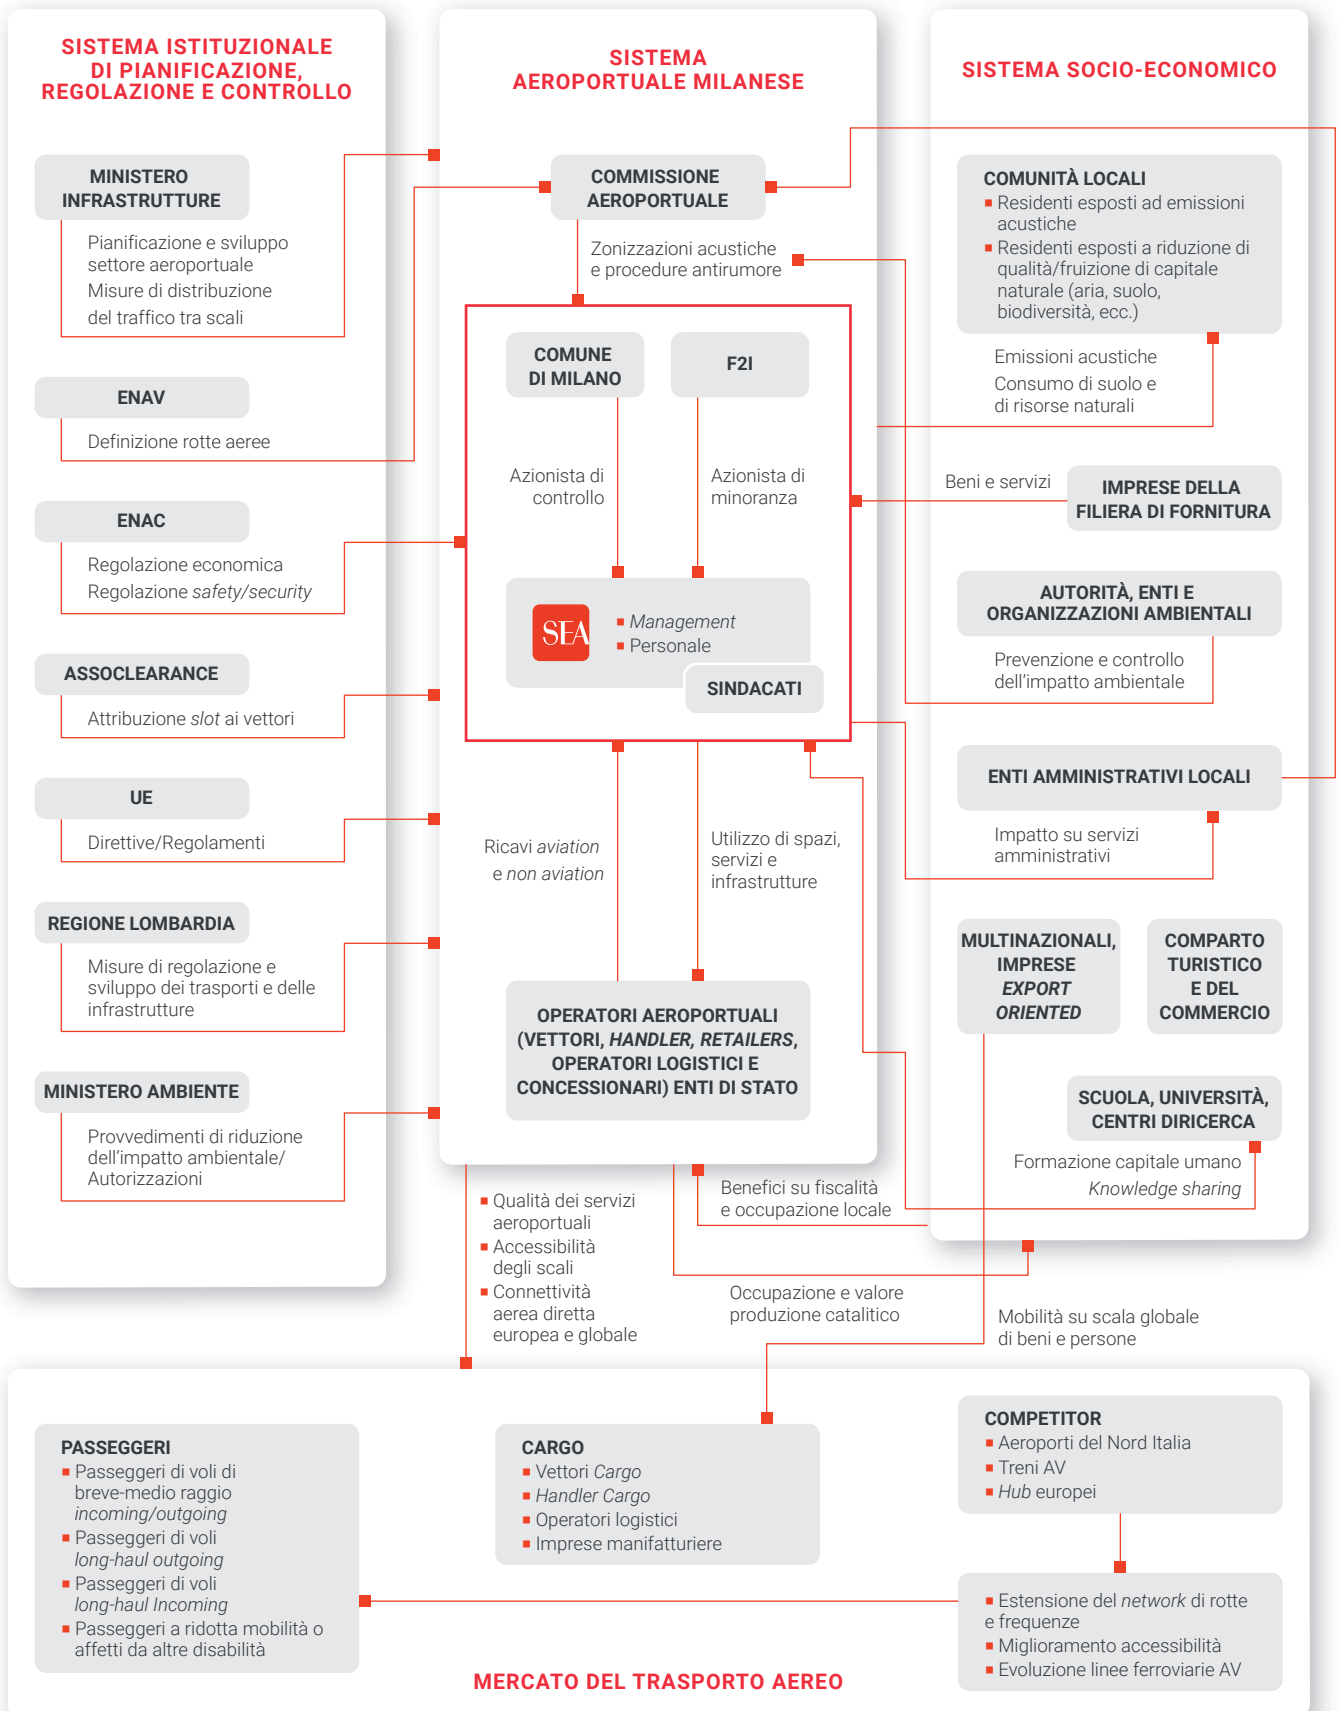 SISTEMA ISTITUZIONALE
DI PIANIFICAZIONE,
REGOLAZIONE E CONTROLLO
MINISTERO
INFRASTRUTTURE
Pianificazione e sviluppo
settore aeroportuale
Misure di distribuzione
del traffico tra scali
ENAV
Definizione rotte aeree
ENAC
Regolazione economica
Regolazione safety/security
ASSOCLEARANCE
Attribuzione slot ai vettori
UE
Direttive/Regolamenti
REGIONE LOMBARDIA
Misure di regolazione e
sviluppo dei trasporti e delle
infrastrutture
MINISTERO AMBIENTE
Provvedimenti di riduzione
dell'impatto ambientale/
Autorizzazioni
SISTEMA
AEROPORTUALE MILANESE
COMMISSIONE
AEROPORTUALE
Zonizzazioni acustiche
e procedure antirumore
COMUNE
DI MILANO
F2I
Azionista di
controllo
Azionista di
minoranza
SEA
▪ Management
▪ Personale
SINDACATI
Ricavi aviation
e non aviation
Utilizzo di spazi,
servizi e
infrastrutture
OPERATORI AEROPORTUALI
(VETTORI, HANDLER, RETAILERS,
OPERATORI LOGISTICI E
CONCESSIONARI) ENTI DI STATO
SISTEMA SOCIO-ECONOMICO
COMUNITÀ LOCALI
▪ Residenti esposti ad emissioni
acustiche
▪ Residenti esposti a riduzione di
qualità/fruizione di capitale
naturale (aria, suolo,
biodiversità, ecc.)
Emissioni acustiche
Consumo di suolo e
di risorse naturali
Beni e servizi
IMPRESE DELLA
FILIERA DI FORNITURA
AUTORITÀ, ENTI E
ORGANIZZAZIONI AMBIENTALI
Prevenzione e controllo
dell'impatto ambientale
ENTI AMMINISTRATIVI LOCALI
Impatto su servizi
amministrativi
MULTINAZIONALI,
IMPRESE
EXPORT
ORIENTED
COMPARTO
TURISTICO
E DEL
COMMERCIO
SCUOLA, UNIVERSITÀ,
CENTRI DIRICERCA
Formazione capitale umano
Knowledge sharing
▪ Qualità dei servizi
aeroportuali
▪ Accessibilità
degli scali
▪ Connettività
aerea diretta
europea e globale
Benefici su fiscalità
e occupazione locale
Occupazione e valore
produzione catalitico
Mobilità su scala globale
di beni e persone
PASSEGGERI
▪ Passeggeri di voli di
breve-medio raggio
incoming/outgoing
▪ Passeggeri di voli
long-haul outgoing
▪ Passeggeri di voli
long-haul Incoming
▪ Passeggeri a ridotta mobilità o
affetti da altre disabilità
CARGO
▪ Vettori Cargo
▪ Handler Cargo
▪ Operatori logistici
▪ Imprese manifatturiere
COMPETITOR
▪ Aeroporti del Nord Italia
▪ Treni AV
▪ Hub europei
▪ Estensione del network di rotte
e frequenze
▪ Miglioramento accessibilità
▪ Evoluzione linee ferroviarie AV
MERCATO DEL TRASPORTO AEREO